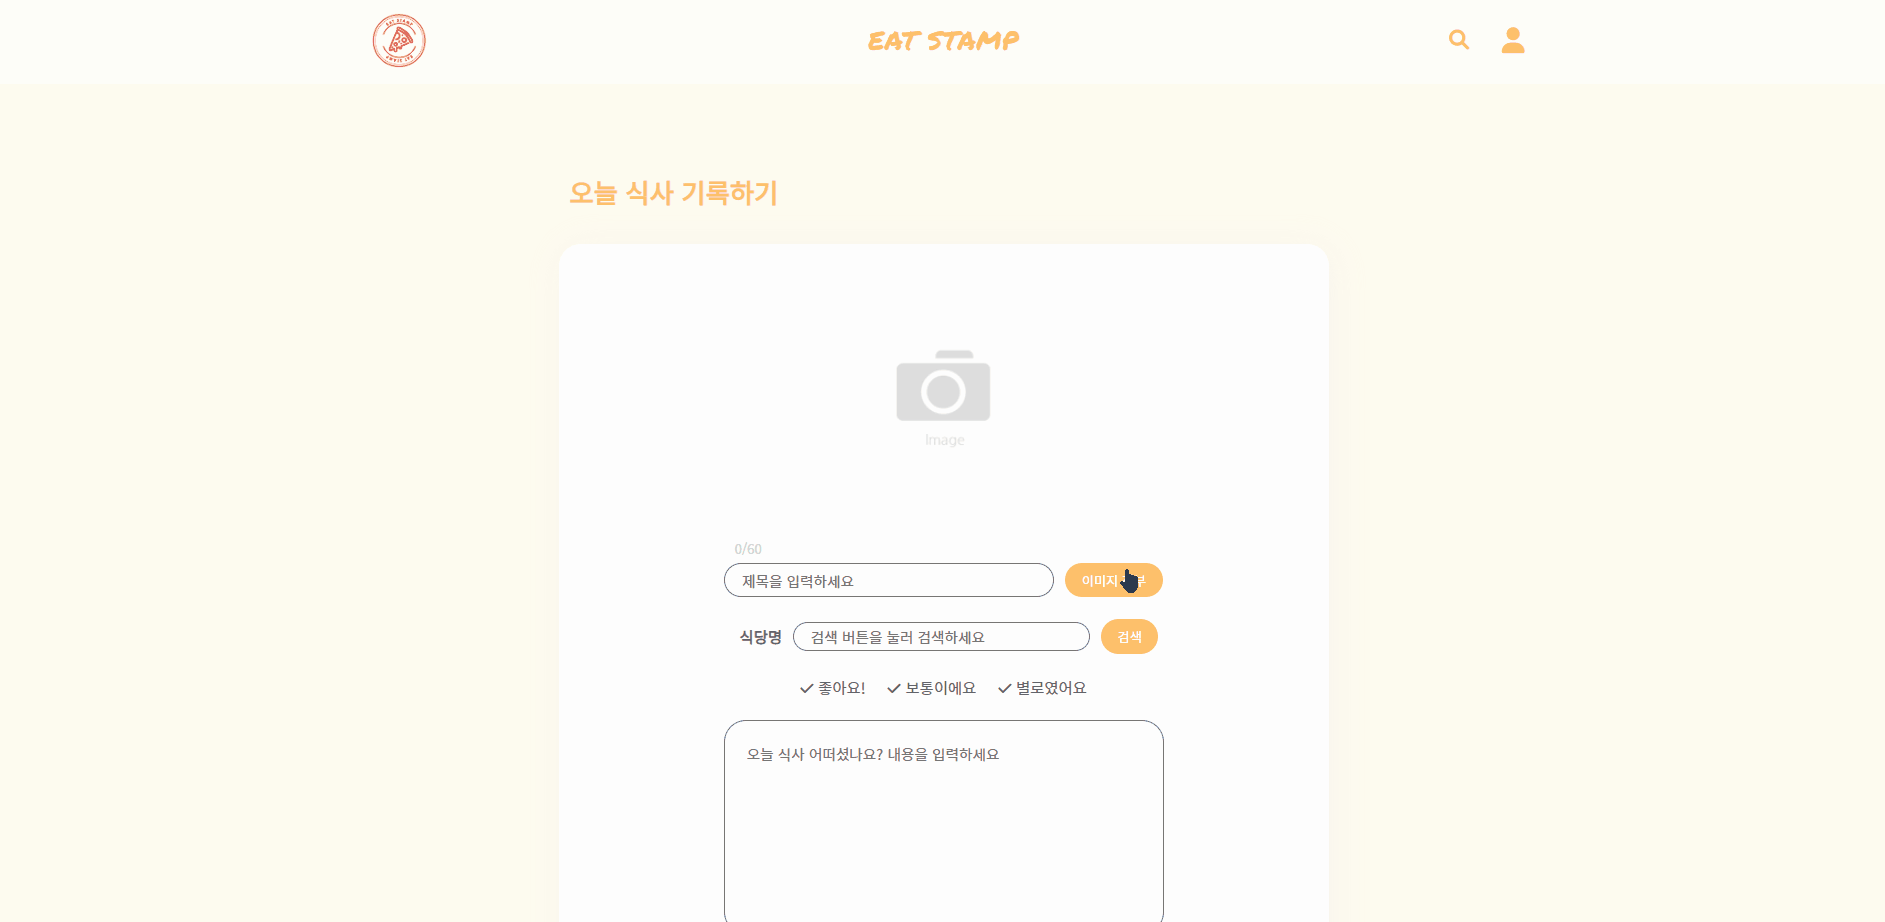 EAT STAMP
EAT STAMP
오늘 식사 기록하기
Image
0/60
제목을 입력하세요
이미지
식당명
검색 버튼을 눌러 검색하세요
검색
좋아요! 보통이에요 별로였어요
오늘 식사 어떠셨나요? 내용을 입력하세요